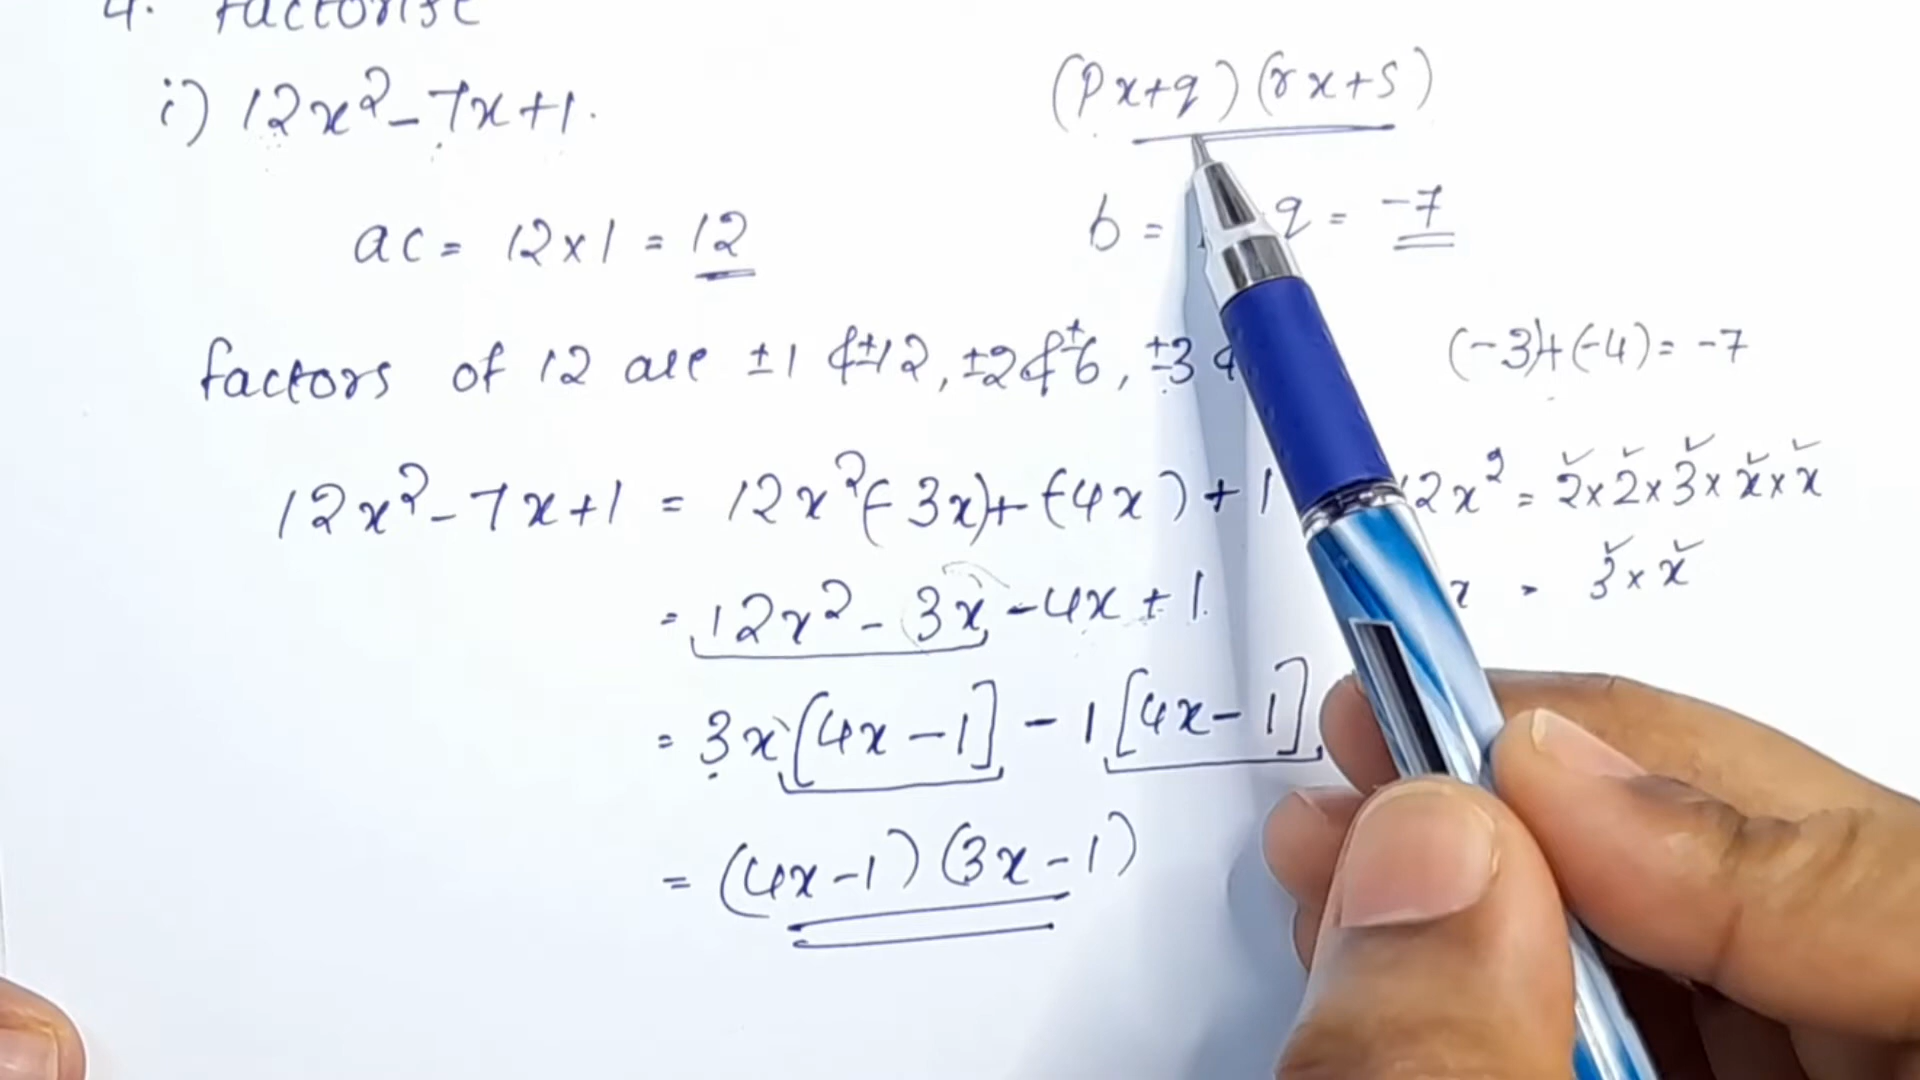 4. Factorise
i) 12x² - 7x + 1.
(px+q)(rx+s)
ac = 12 x 1 = 12
b = q = -7
factors of 12 are ±1 & ±12, ±2 & ±6, ±3 &
(-3)+(-4) = -7
12x² - 7x + 1 = 12x² (-3x) + (-4x) + 1
12x² = 2 x 2 x 3 x x x x
= 12x² - 3x - 4x + 1
x = 3 x x
= 3x [4x - 1] - 1 [4x - 1]
= (4x - 1) (3x - 1)